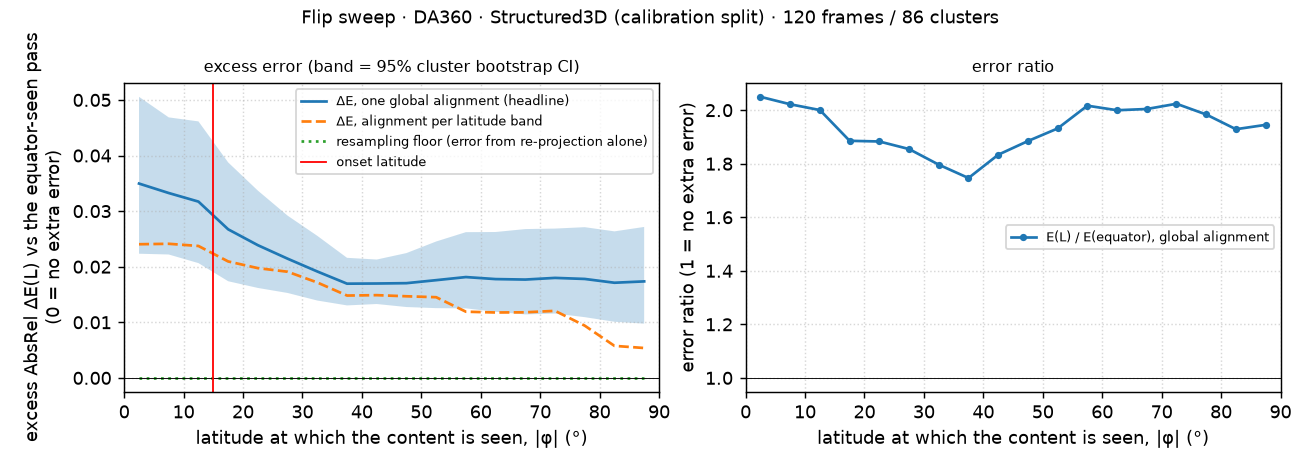 Flip sweep · DA360 · Structured3D (calibration split) · 120 frames / 86 clusters
excess error (band = 95% cluster bootstrap CI)
excess AbsRel ΔE(L) vs the equator-seen pass
(0 = no extra error)
0.05
0.04
0.03
0.02
0.01
0.00
ΔE, one global alignment (headline)
ΔE, alignment per latitude band
resampling floor (error from re-projection alone)
onset latitude
0 10 20 30 40 50 60 70 80 90
latitude at which the content is seen, |φ| (°)
error ratio
error ratio (1 = no extra error)
2.0
1.8
1.6
1.4
1.2
1.0
E(L) / E(equator), global alignment
0 10 20 30 40 50 60 70 80 90
latitude at which the content is seen, |φ| (°)